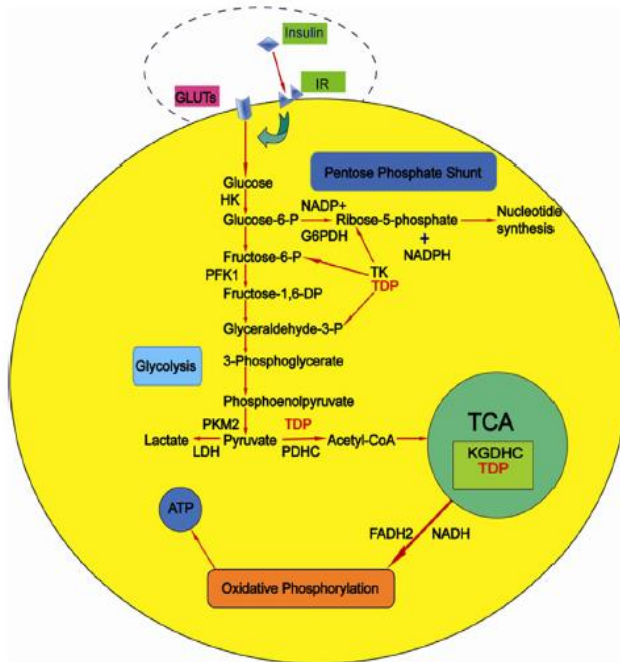 Insulin
IR
GLUTs
Pentose Phosphate Shunt
Glucose
HK
NADP+
Glucose-6-P
Ribose-5-phosphate
Nucleotide
synthesis
G6PDH
+
NADPH
Fructose-6-P
PFK1
TK
TDP
Fructose-1,6-DP
Glyceraldehyde-3-P
Glycolysis
3-Phosphoglycerate
Phosphoenolpyruvate
PKM2
TDP
Lactate
Pyruvate
Acetyl-CoA
LDH
PDHC
TCA
KGDHC
TDP
ATP
FADH2
NADH
Oxidative Phosphorylation